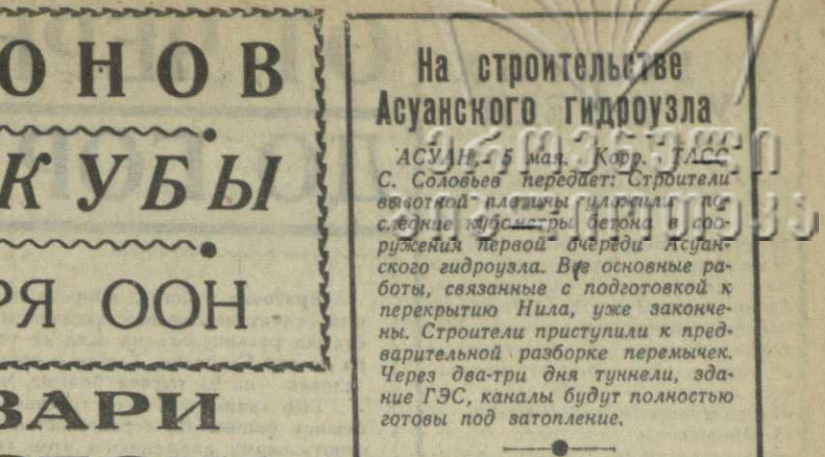 ОНОВ
КУБЫ
РЯ ООН
ВАРИ
На строительстве
Асуанского гидроузла
АСУАН, 5 мая. Корр. ТАСС
С. Соловьев передает: Строители
высотной плотины уложили по-
следние кубометры бетона в соо-
ружения первой очереди Асуан-
ского гидроузла. Все основные ра-
боты, связанные с подготовкой к
перекрытию Нила, уже законче-
ны. Строители приступили к пред-
варительной разборке перемычек.
Через два-три дня туннели, зда-
ние ГЭС, каналы будут полностью
готовы под затопление.
ეროვნული
ბიბლიოთეკა